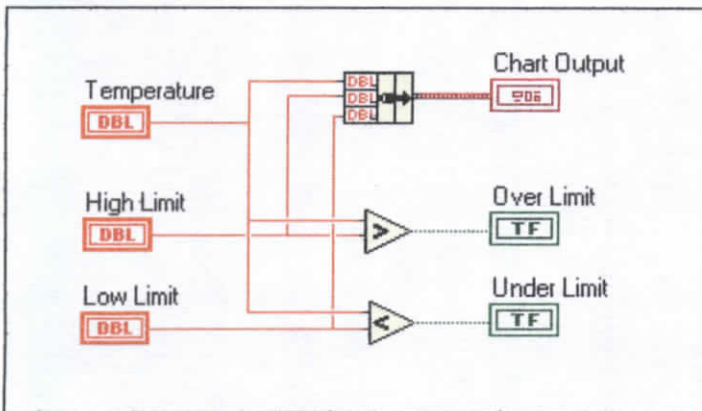 Chart Output
Temperature
DBL
DBL
DBL
DBL
High Limit
DBL
>
Over Limit
TF
Low Limit
DBL
<
Under Limit
TF